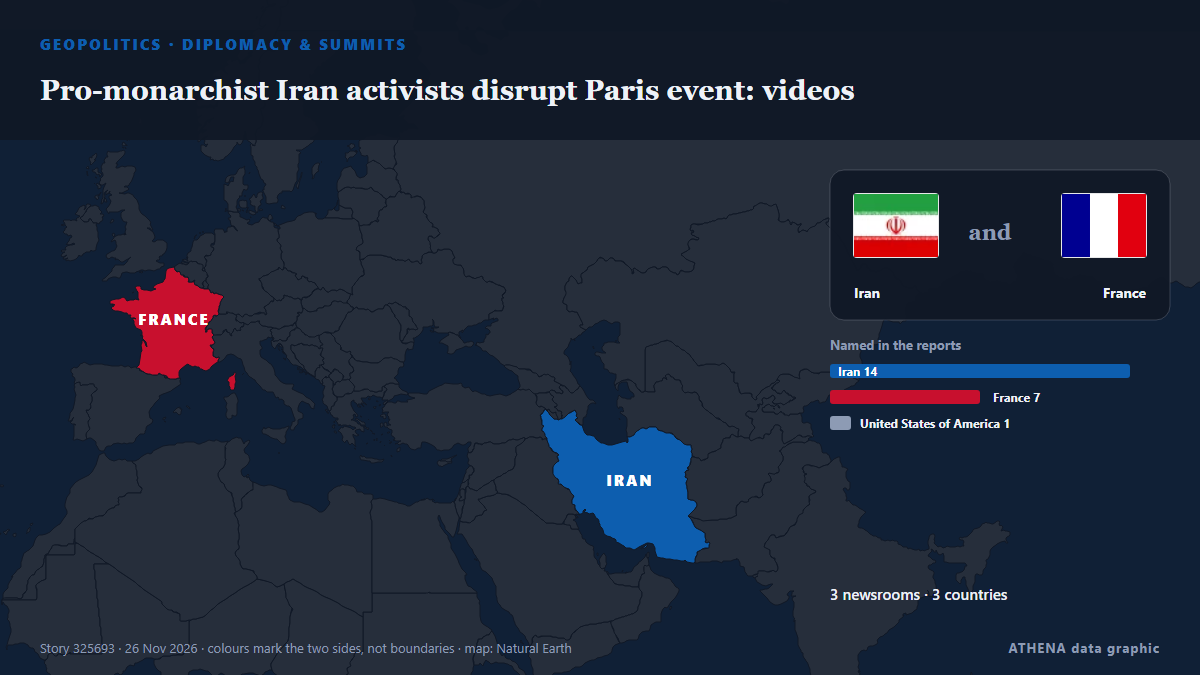 GEOPOLITICS · DIPLOMACY & SUMMITS
Pro-monarchist Iran activists disrupt Paris event: videos
and
Iran
France
FRANCE
IRAN
Named in the reports
Iran 14
France 7
United States of America 1
3 newsrooms · 3 countries
Story 325693 · 26 Nov 2026 · colours mark the two sides, not boundaries · map: Natural Earth
ATHENA data graphic